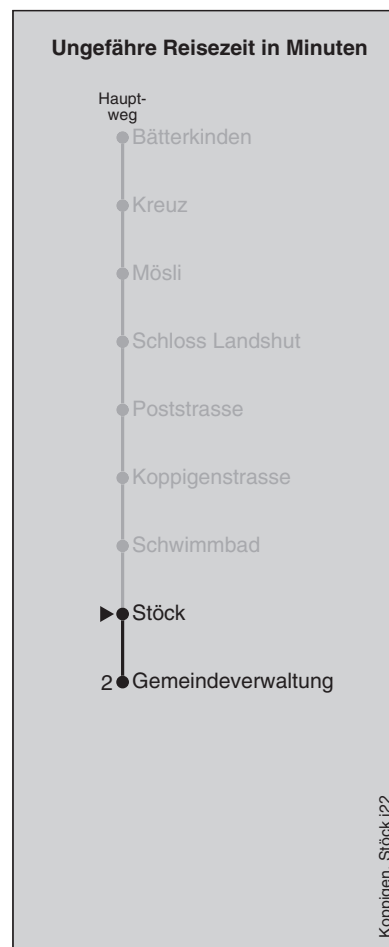 Ungefähre Reisezeit in Minuten
Haupt-
weg
Bätterkinden
Kreuz
Mösli
Schloss Landshut
Poststrasse
Koppigenstrasse
Schwimmbad
Stöck
2 Gemeindeverwaltung
Koppigen, Stöck j22